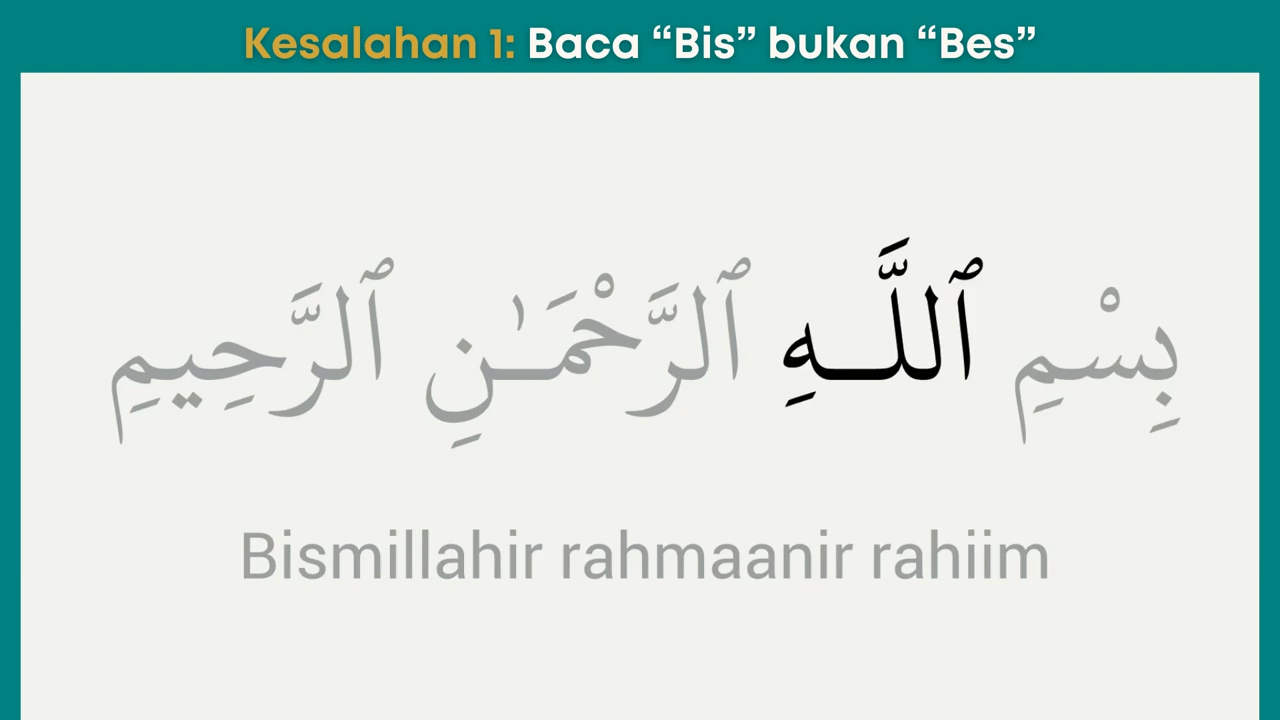 Kesalahan 1: Baca “Bis” bukan “Bes”
بِسْمِ ٱللَّـهِ ٱلرَّحْمَـٰنِ ٱلرَّحِيمِ
Bismillahir rahmaanir rahiim